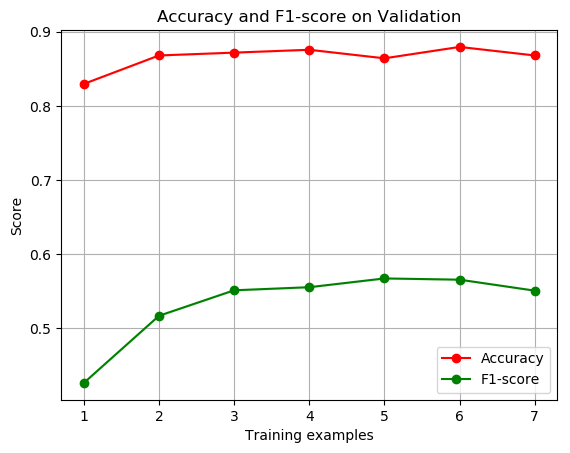 Accuracy and F1-score on Validation
0.9
0.8
0.7
0.6
0.5
Score
1 2 3 4 5 6 7
Training examples
Accuracy
F1-score